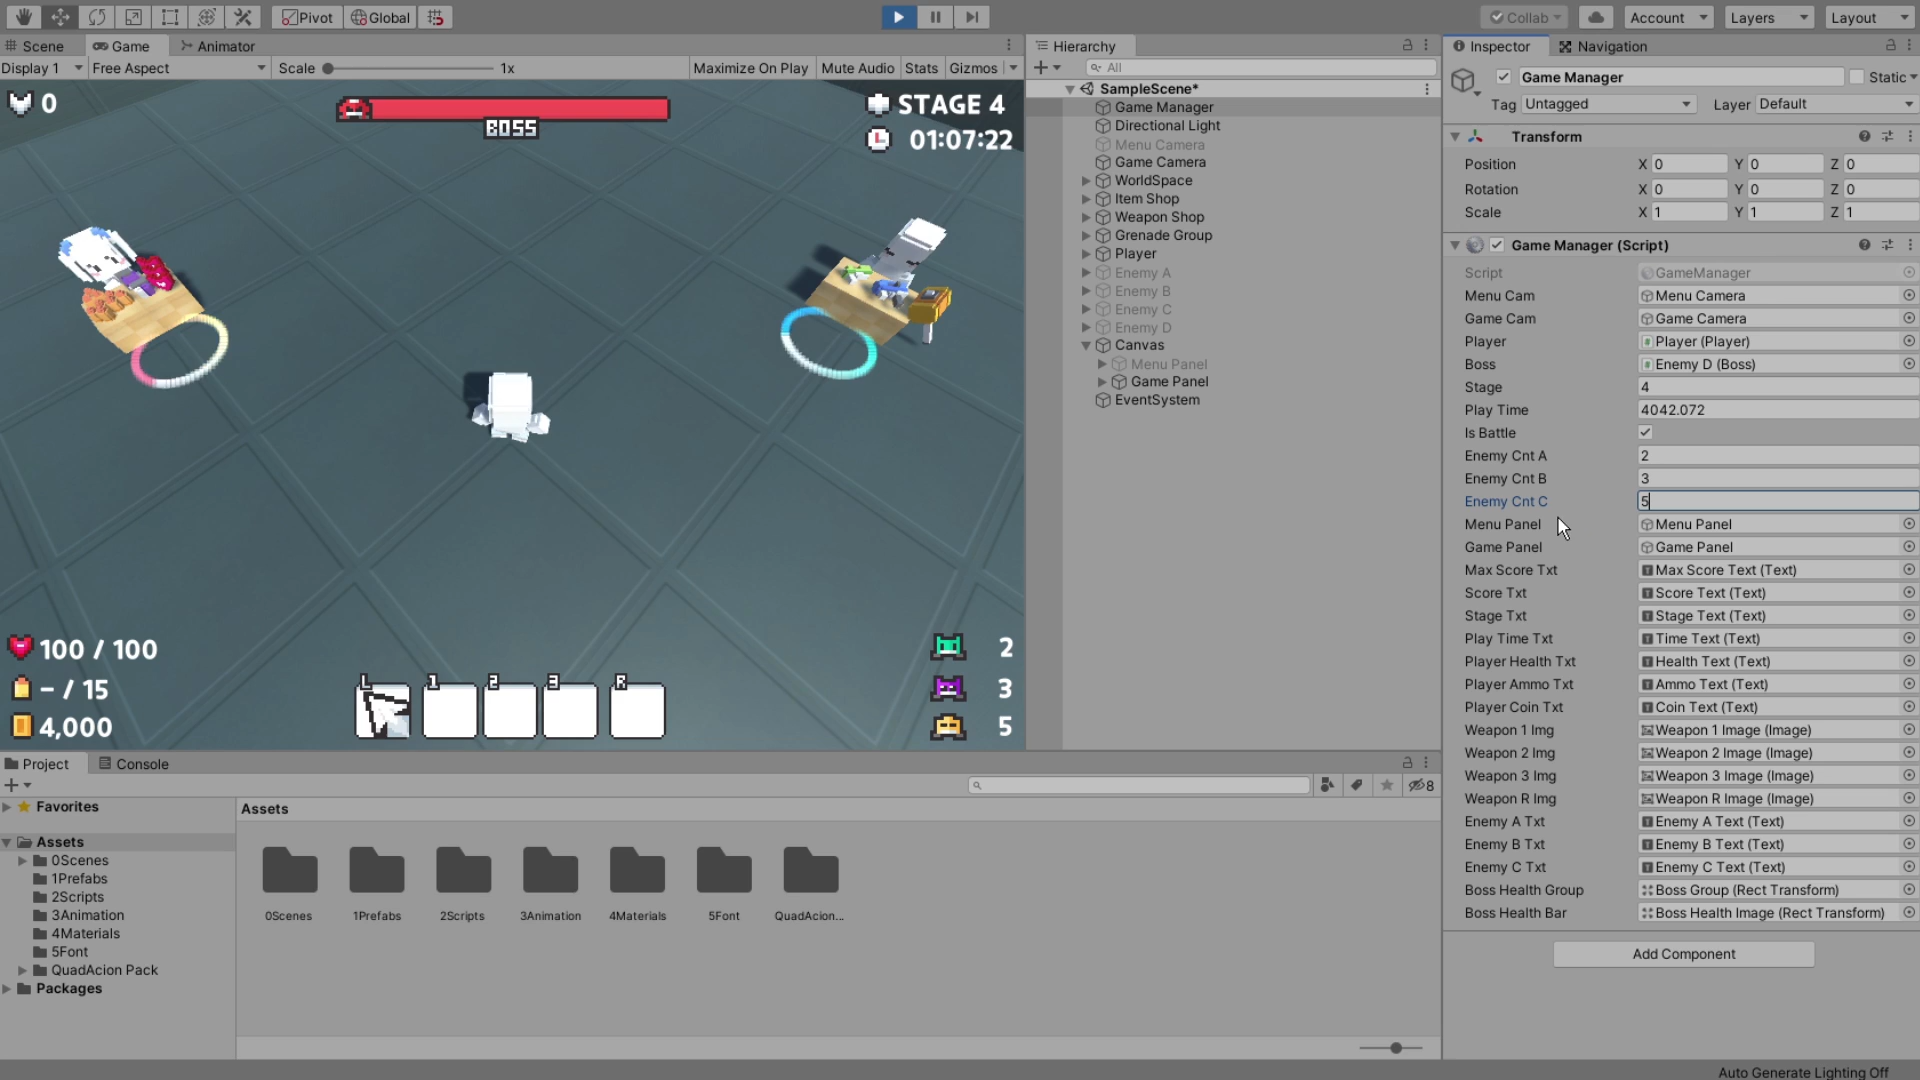 Pivot
Global
Collab
Account
Layers
Layout
Scene
Game
Animator
Display 1
Free Aspect
Scale
1x
Maximize On Play
Mute Audio
Stats
Gizmos
0
BOSS
STAGE 4
01:07:22
100 / 100
- / 15
4,000
L
1
2
3
R
2
3
5
Hierarchy
All
SampleScene*
Game Manager
Directional Light
Menu Camera
Game Camera
WorldSpace
Item Shop
Weapon Shop
Grenade Group
Player
Enemy A
Enemy B
Enemy C
Enemy D
Canvas
Menu Panel
Game Panel
EventSystem
Inspector
Navigation
Game Manager
Static
Tag Untagged
Layer Default
Transform
Position X 0 Y 0 Z 0
Rotation X 0 Y 0 Z 0
Scale X 1 Y 1 Z 1
Game Manager (Script)
Script GameManager
Menu Cam Menu Camera
Game Cam Game Camera
Player Player (Player)
Boss Enemy D (Boss)
Stage 4
Play Time 4042.072
Is Battle
Enemy Cnt A 2
Enemy Cnt B 3
Enemy Cnt C 5
Menu Panel Menu Panel
Game Panel Game Panel
Max Score Txt Max Score Text (Text)
Score Txt Score Text (Text)
Stage Txt Stage Text (Text)
Play Time Txt Time Text (Text)
Player Health Txt Health Text (Text)
Player Ammo Txt Ammo Text (Text)
Player Coin Txt Coin Text (Text)
Weapon 1 Img Weapon 1 Image (Image)
Weapon 2 Img Weapon 2 Image (Image)
Weapon 3 Img Weapon 3 Image (Image)
Weapon R Img Weapon R Image (Image)
Enemy A Txt Enemy A Text (Text)
Enemy B Txt Enemy B Text (Text)
Enemy C Txt Enemy C Text (Text)
Boss Health Group Boss Group (Rect Transform)
Boss Health Bar Boss Health Image (Rect Transform)
Add Component
Project
Console
8
Favorites
Assets
0Scenes
1Prefabs
2Scripts
3Animation
4Materials
5Font
QuadAcion Pack
Packages
Assets
0Scenes
1Prefabs
2Scripts
3Animation
4Materials
5Font
QuadAcion...
Auto Generate Lighting Off